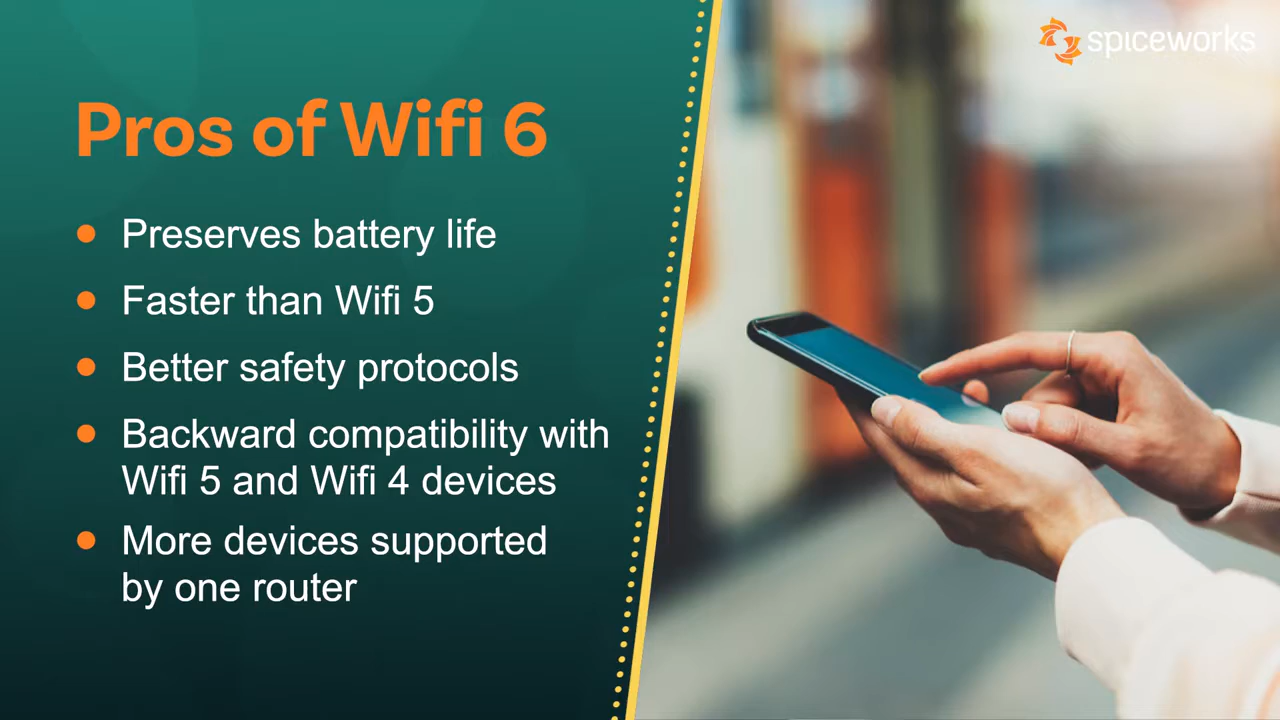 spiceworks
Pros of Wifi 6
Preserves battery life
Faster than Wifi 5
Better safety protocols
Backward compatibility with
Wifi 5 and Wifi 4 devices
More devices supported
by one router